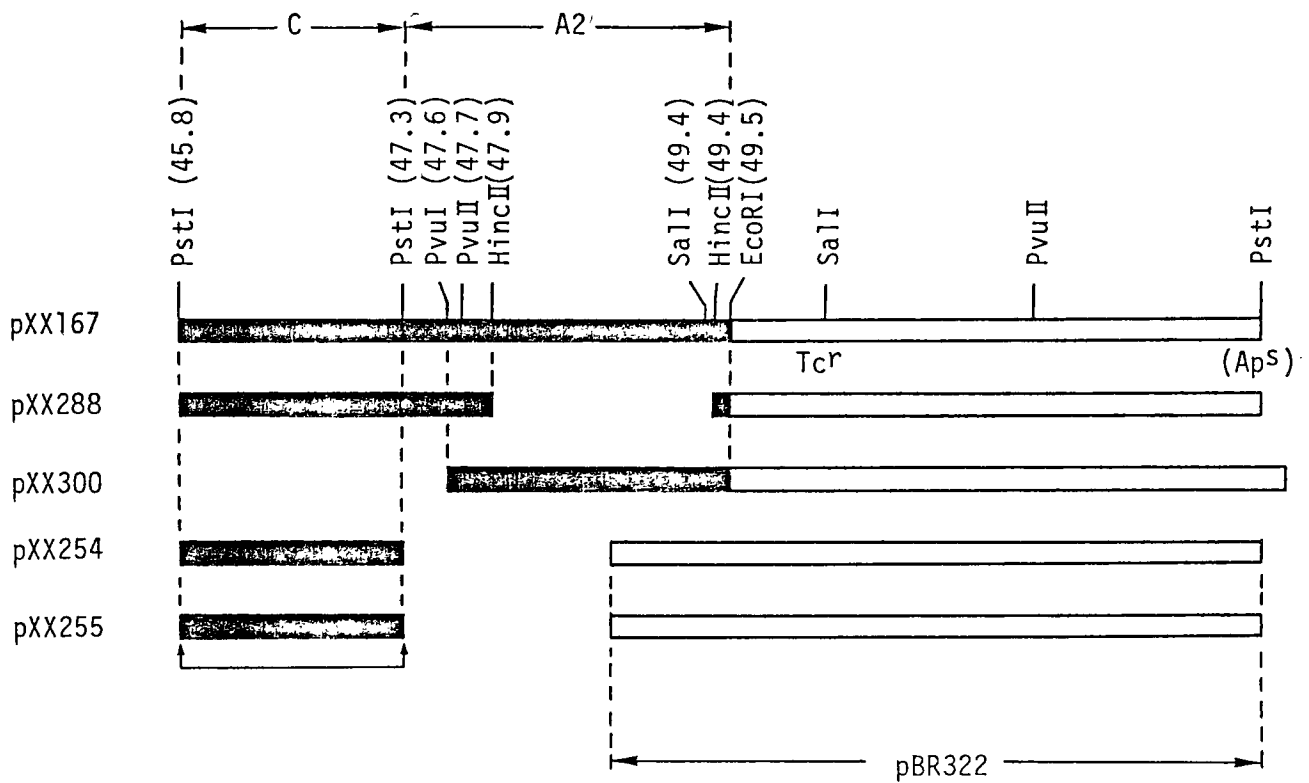 C
A2'
PstI (45.8)
PstI (47.3)
PvuI (47.6)
PvuII (47.7)
HincII(47.9)
SalI (49.4)
HincII(49.4)
EcoRI(49.5)
SalI
PvuII
PstI
pXX167
Tcr
(Aps)
pXX288
pXX300
pXX254
pXX255
pBR322